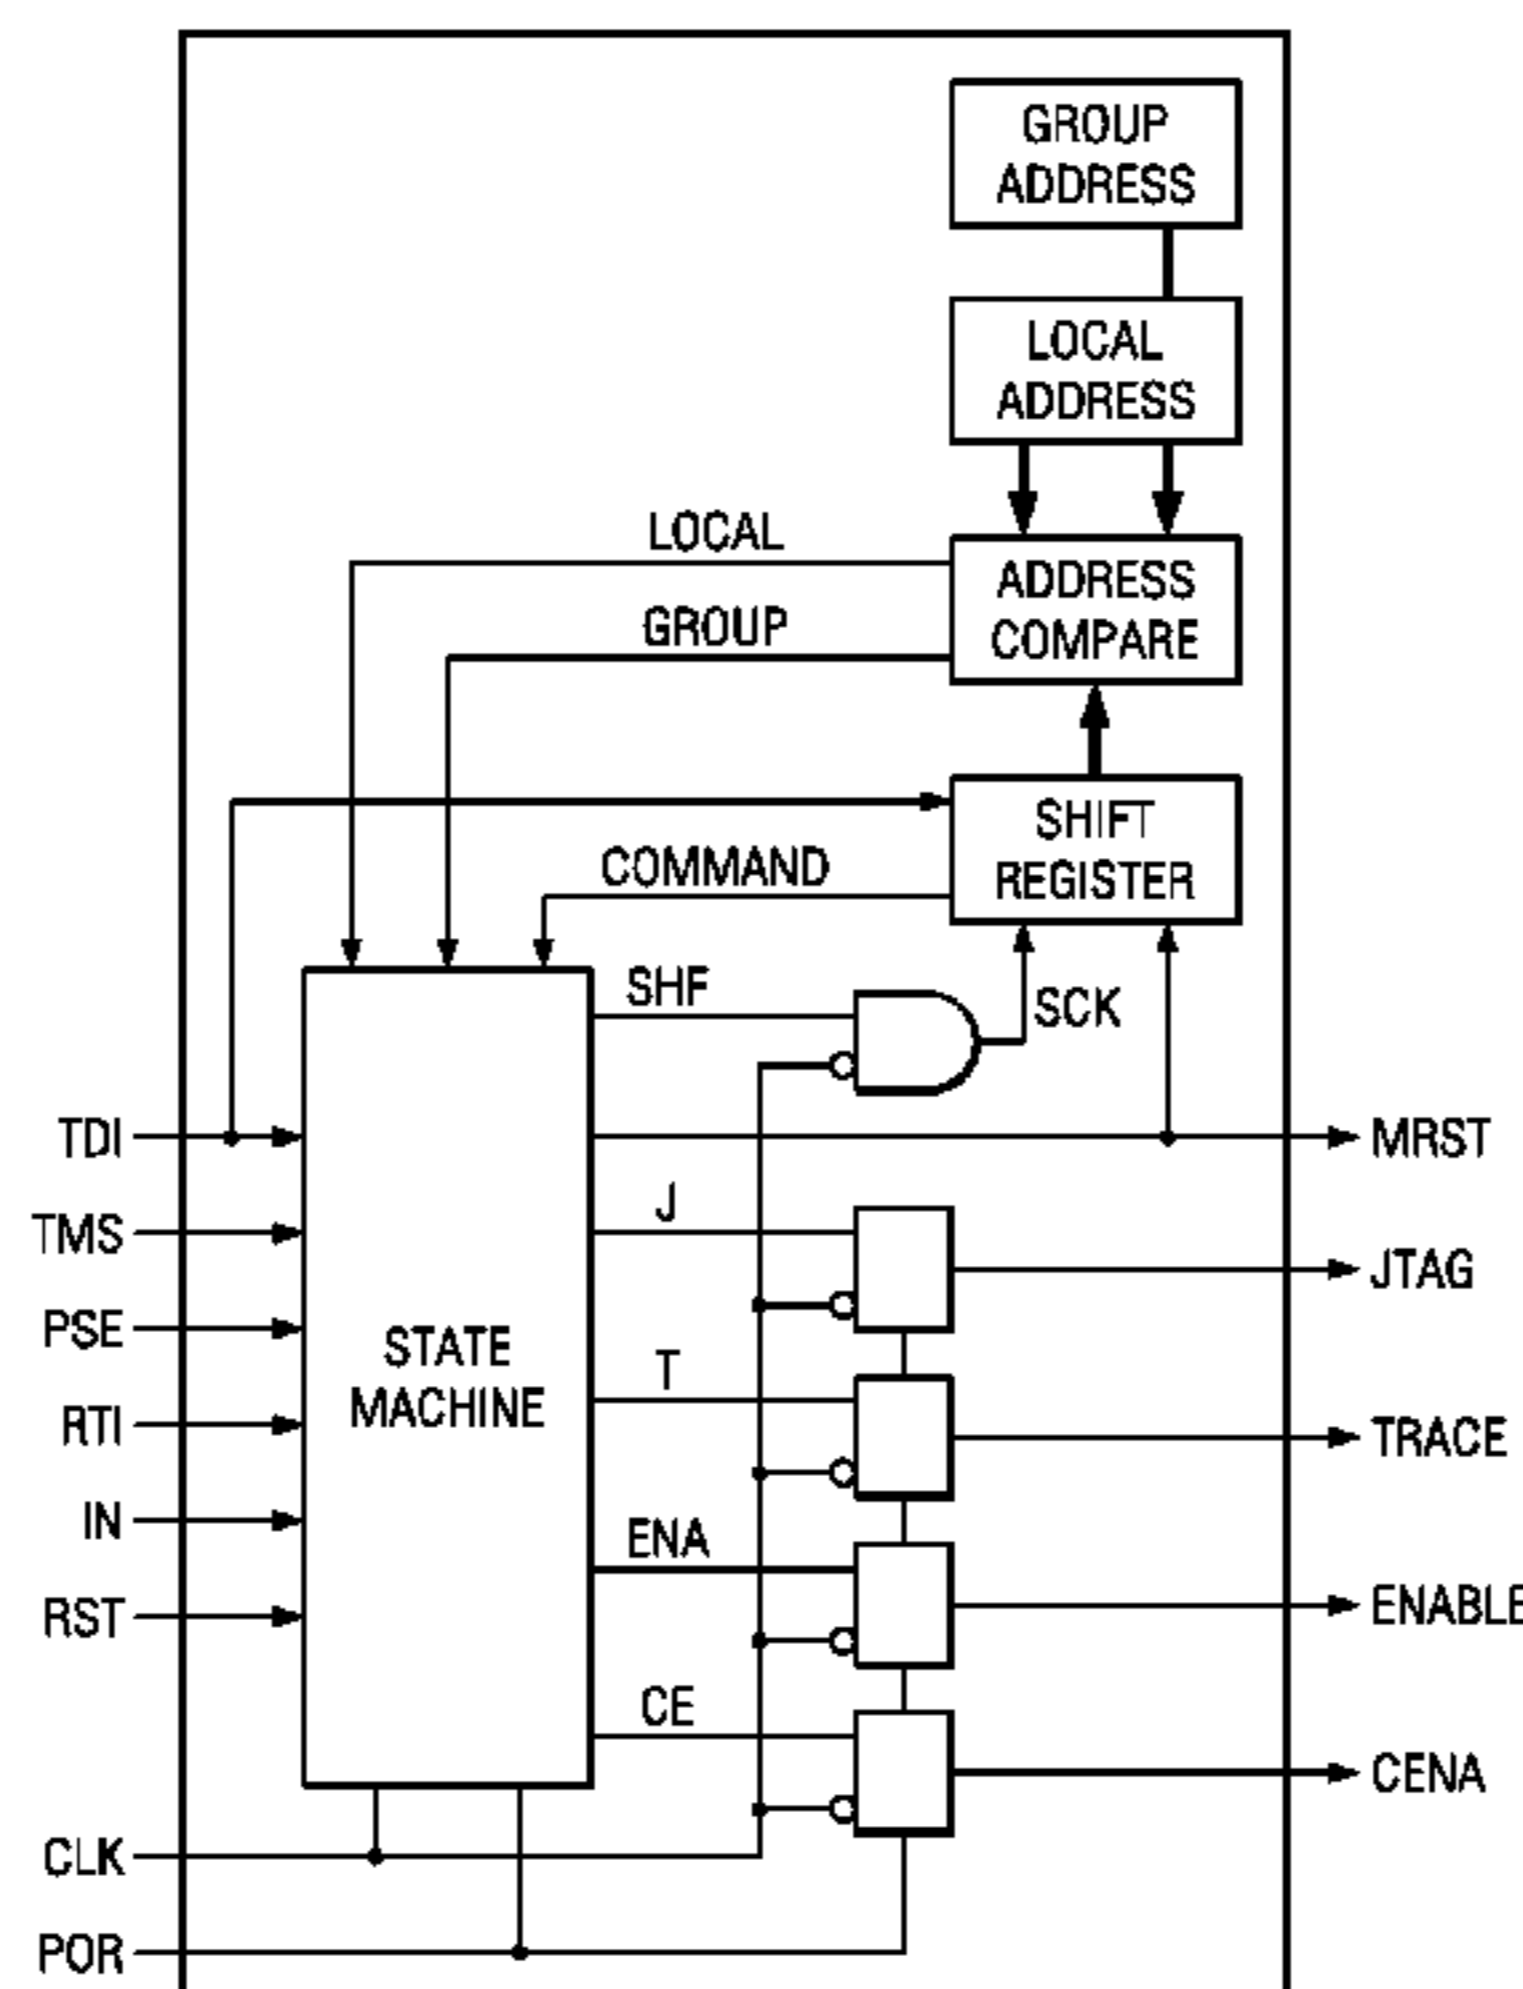 GROUP
ADDRESS
LOCAL
ADDRESS
LOCAL
ADDRESS
COMPARE
GROUP
SHIFT
REGISTER
COMMAND
SHF
SCK
TDI
MRST
J
TMS
JTAG
PSE
STATE
MACHINE
T
RTI
TRACE
IN
ENA
RST
ENABLE
CE
CENA
CLK
POR